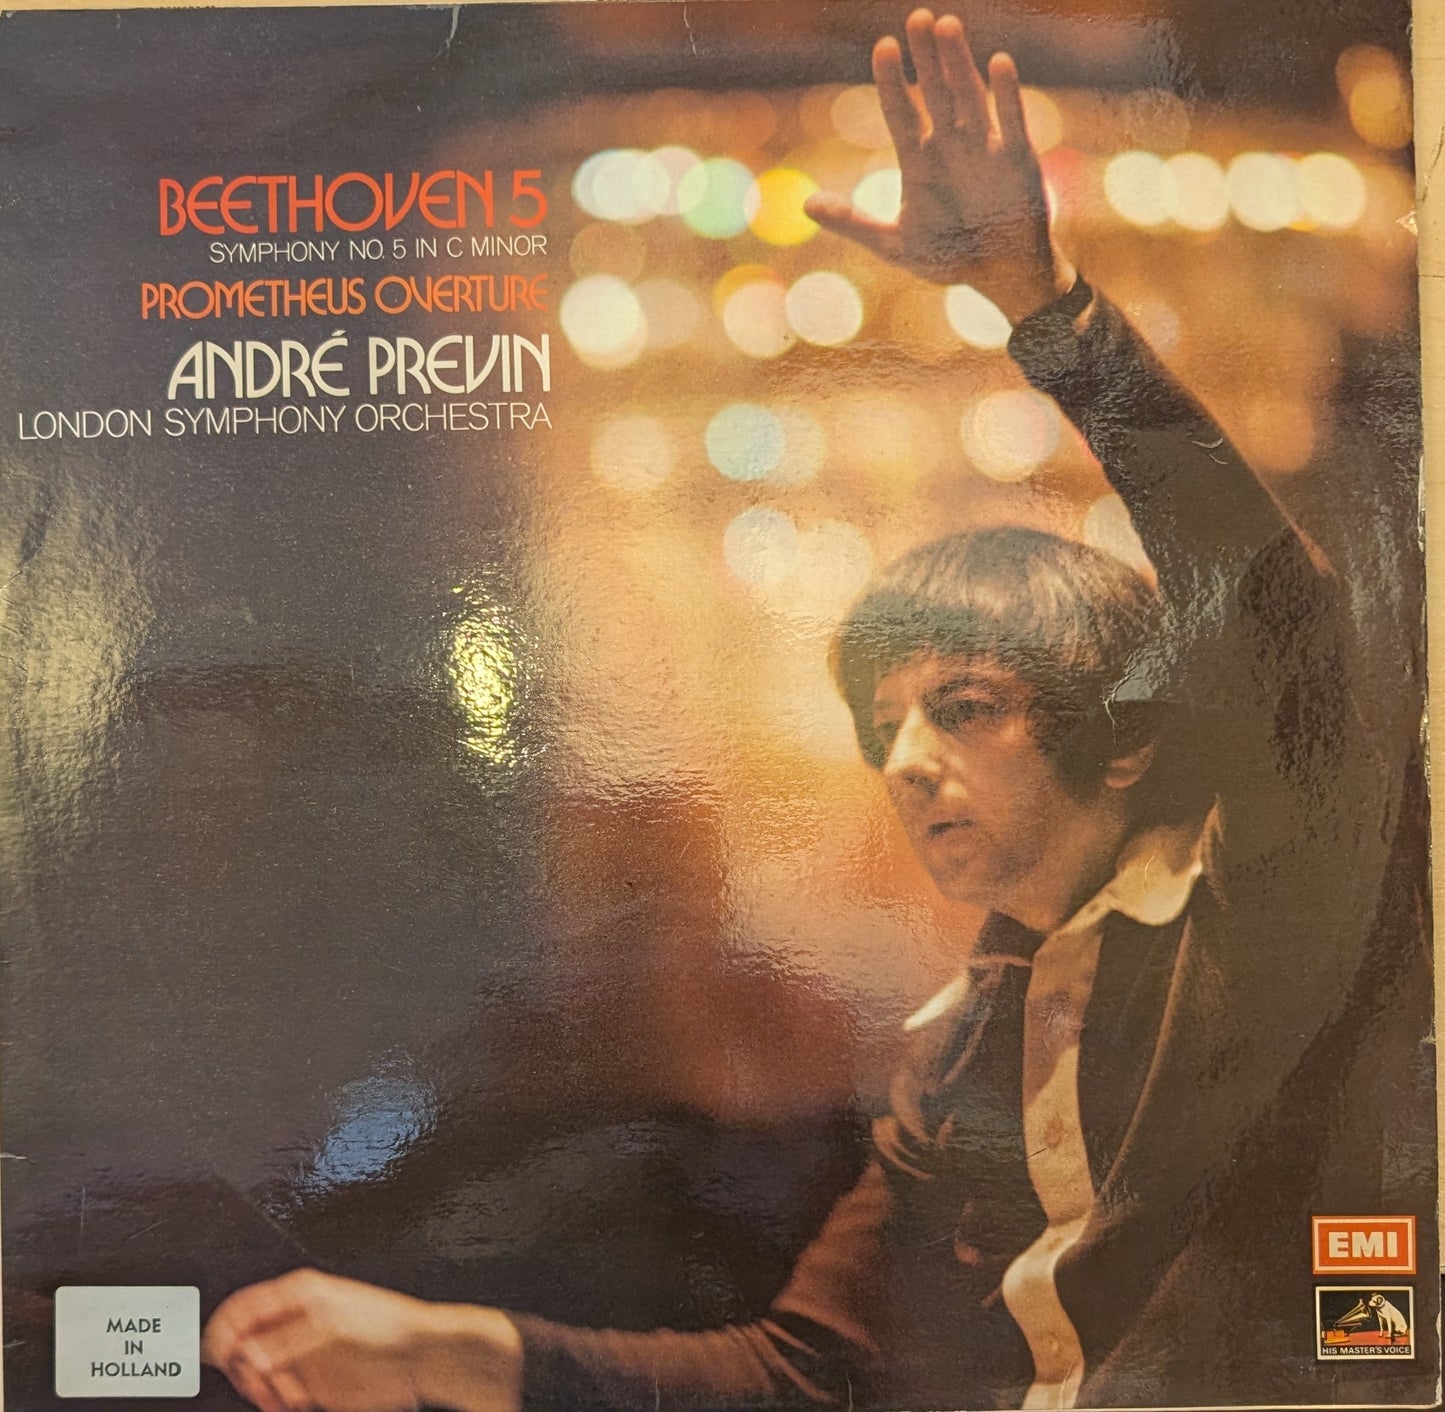 BEETHOVEN 5
SYMPHONY NO. 5 IN C MINOR
PROMETHEUS OVERTURE
ANDRÉ PREVIN
LONDON SYMPHONY ORCHESTRA
EMI
HIS MASTER'S VOICE
MADE
IN
HOLLAND